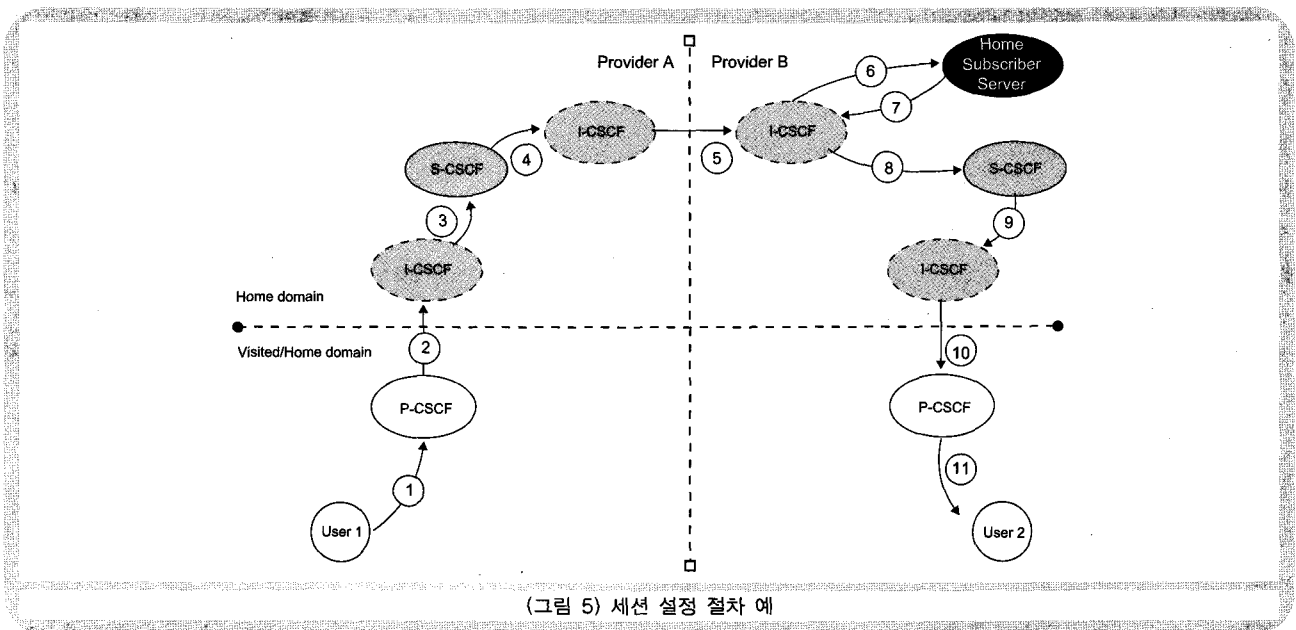 Provider A
Provider B
Home
Subscriber
Server
6
7
I-CSCF
I-CSCF
5
4
S-CSCF
8
S-CSCF
3
9
I-CSCF
I-CSCF
Home domain
Visited/Home domain
2
10
P-CSCF
P-CSCF
1
11
User 1
User 2
(그림 5) 세션 설정 절차 예